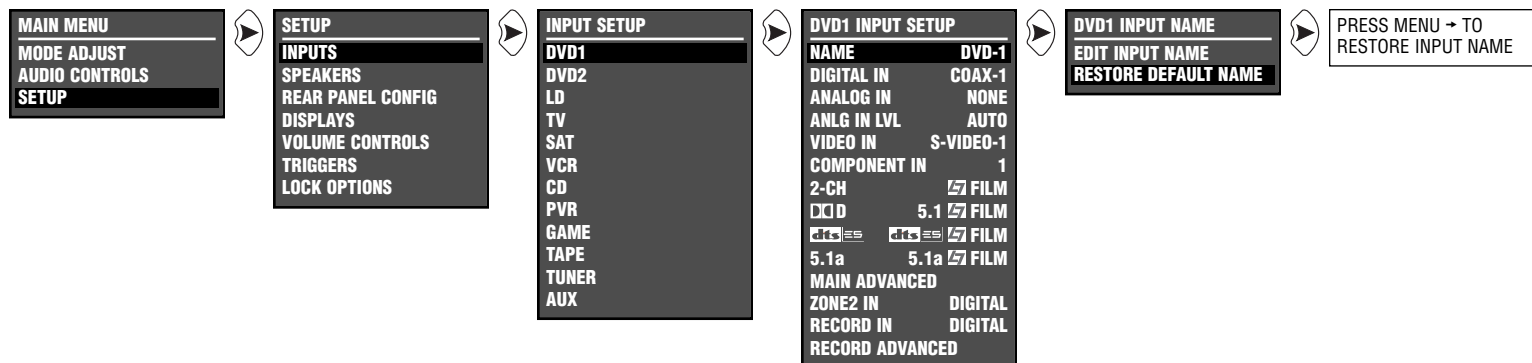 MAIN MENU
MODE ADJUST
AUDIO CONTROLS
SETUP
SETUP
INPUTS
SPEAKERS
REAR PANEL CONFIG
DISPLAYS
VOLUME CONTROLS
TRIGGERS
LOCK OPTIONS
INPUT SETUP
DVD1
DVD2
LD
TV
SAT
VCR
CD
PVR
GAME
TAPE
TUNER
AUX
DVD1 INPUT SETUP
NAME DVD-1
DIGITAL IN COAX-1
ANALOG IN NONE
ANLG IN LVL AUTO
VIDEO IN S-VIDEO-1
COMPONENT IN 1
2-CH L7 FILM
D 5.1 L7 FILM
dts ES dts ES L7 FILM
5.1a 5.1a L7 FILM
MAIN ADVANCED
ZONE2 IN DIGITAL
RECORD IN DIGITAL
RECORD ADVANCED
DVD1 INPUT NAME
EDIT INPUT NAME
RESTORE DEFAULT NAME
PRESS MENU → TO
RESTORE INPUT NAME